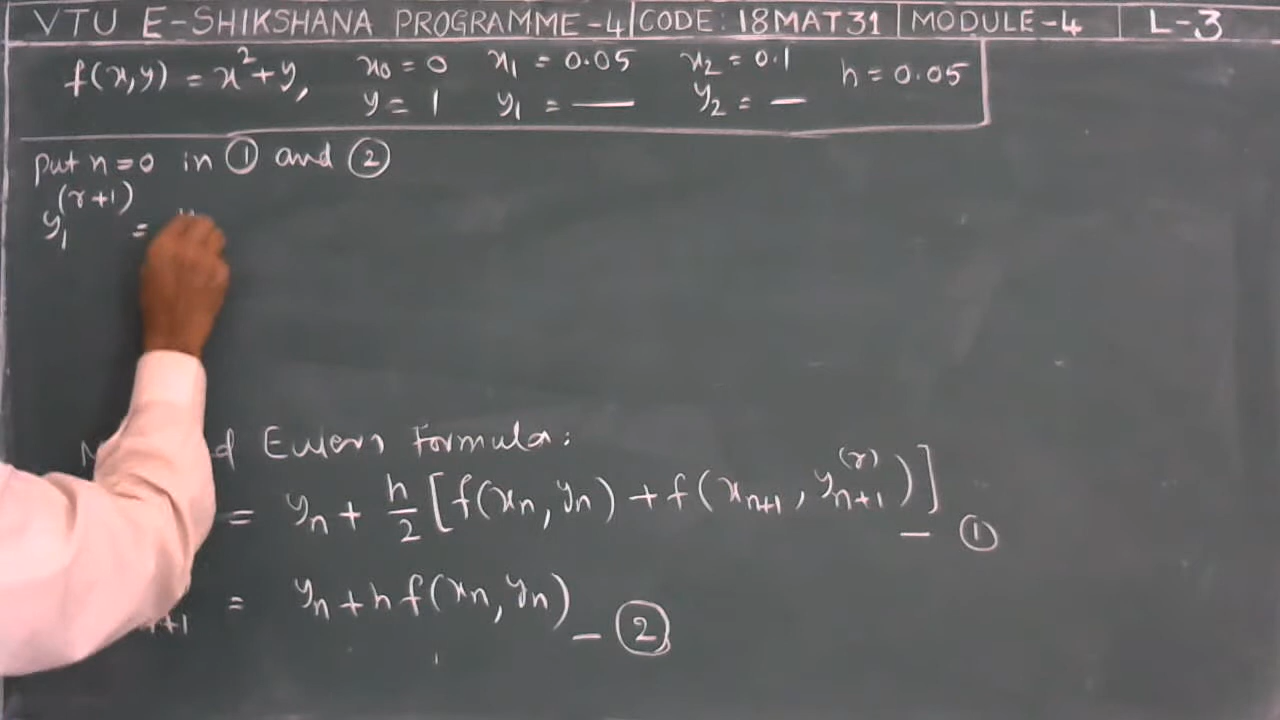 VTU E-SHIKSHANA PROGRAMME-4 | CODE: 18MAT31 | MODULE-4 | L-3
f(x,y) = x²+y, x₀ = 0 x₁ = 0.05 x₂ = 0.1 h = 0.05
y = 1 y₁ = — y₂ = —
put n=0 in ① and ②
y₁⁽ʳ⁺¹⁾ =
Eulers Formula:
= yₙ + h/2 [f(xₙ, yₙ) + f(xₙ₊₁, yₙ₊₁⁽ʳ⁾)] — ①
= yₙ + h f(xₙ, yₙ) — ②